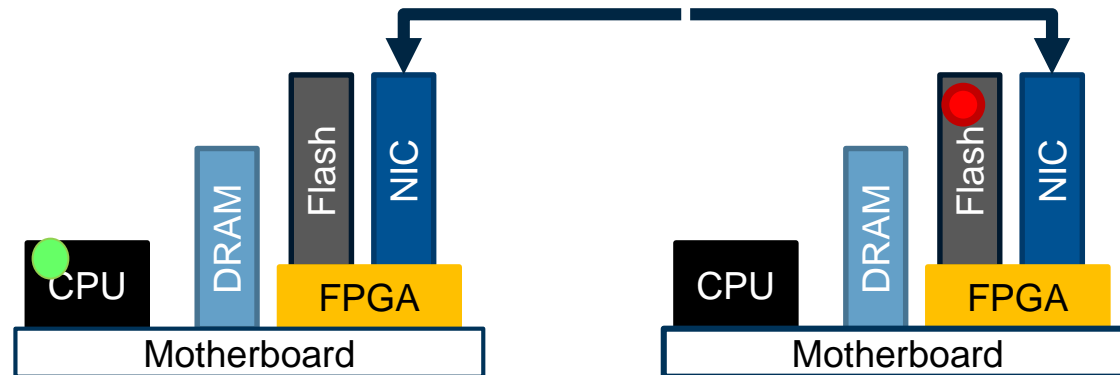 Flash
NIC
DRAM
CPU
FPGA
Motherboard
Flash
NIC
DRAM
CPU
FPGA
Motherboard